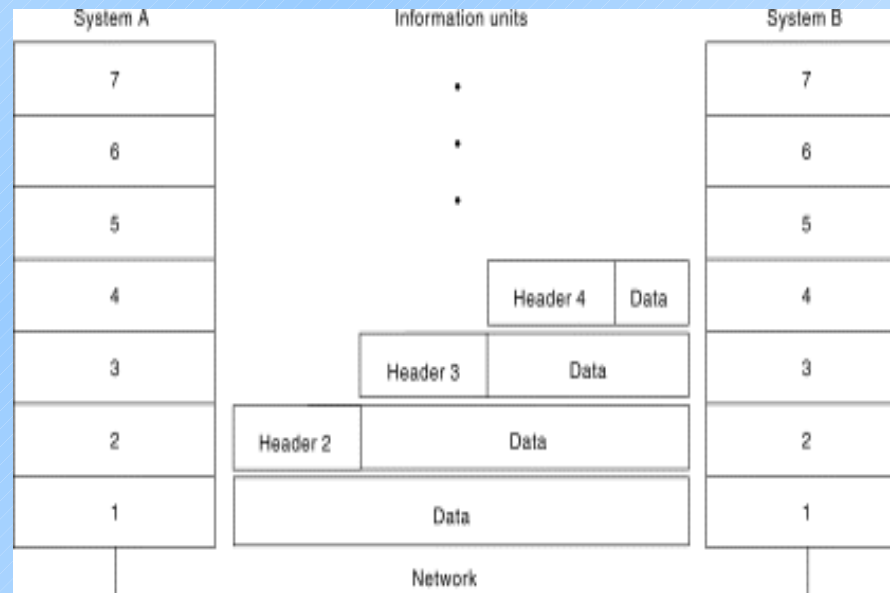 System A Information units System B
7 7
6 6
5 5
4 Header 4 Data 4
3 Header 3 Data 3
2 Header 2 Data 2
1 Data 1
Network